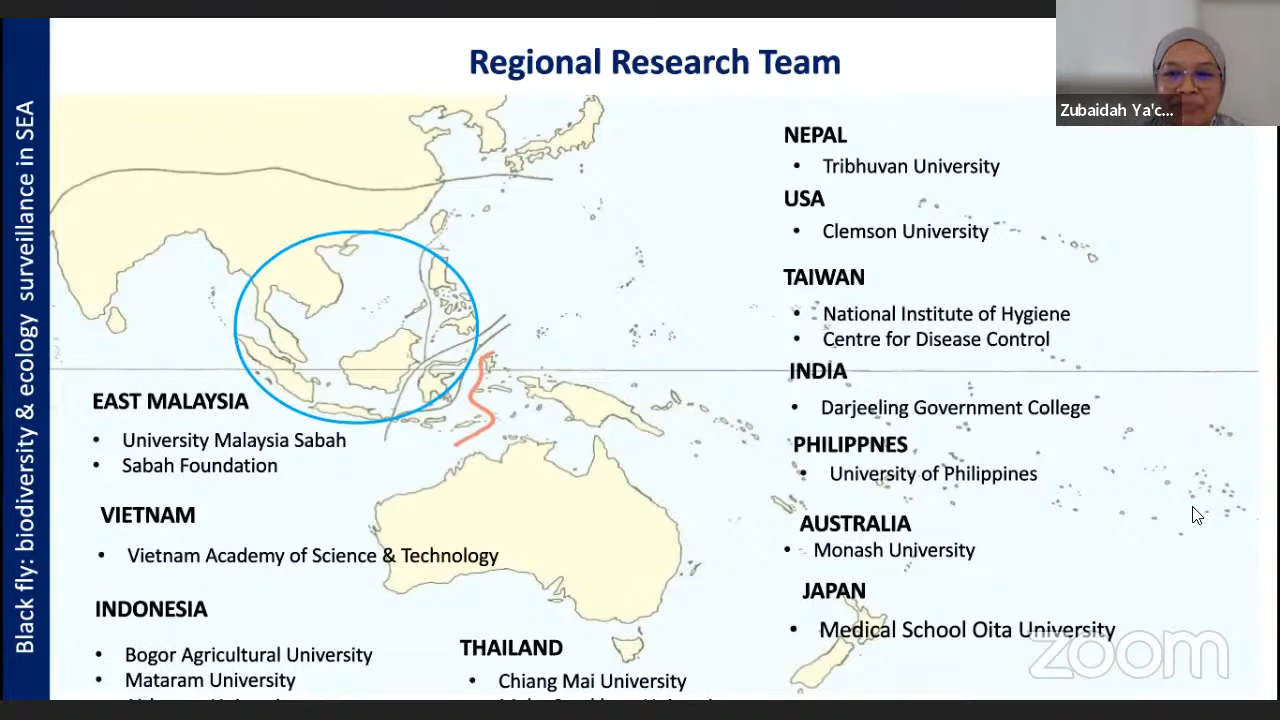 Regional Research Team
Zubaidah Ya'c...
Black fly: biodiversity & ecology surveillance in SEA
EAST MALAYSIA
• University Malaysia Sabah
• Sabah Foundation
VIETNAM
• Vietnam Academy of Science & Technology
INDONESIA
• Bogor Agricultural University
• Mataram University
THAILAND
• Chiang Mai University
NEPAL
• Tribhuvan University
USA
• Clemson University
TAIWAN
• National Institute of Hygiene
• Centre for Disease Control
INDIA
• Darjeeling Government College
PHILIPPNES
• University of Philippines
AUSTRALIA
• Monash University
JAPAN
• Medical School Oita University
zoom